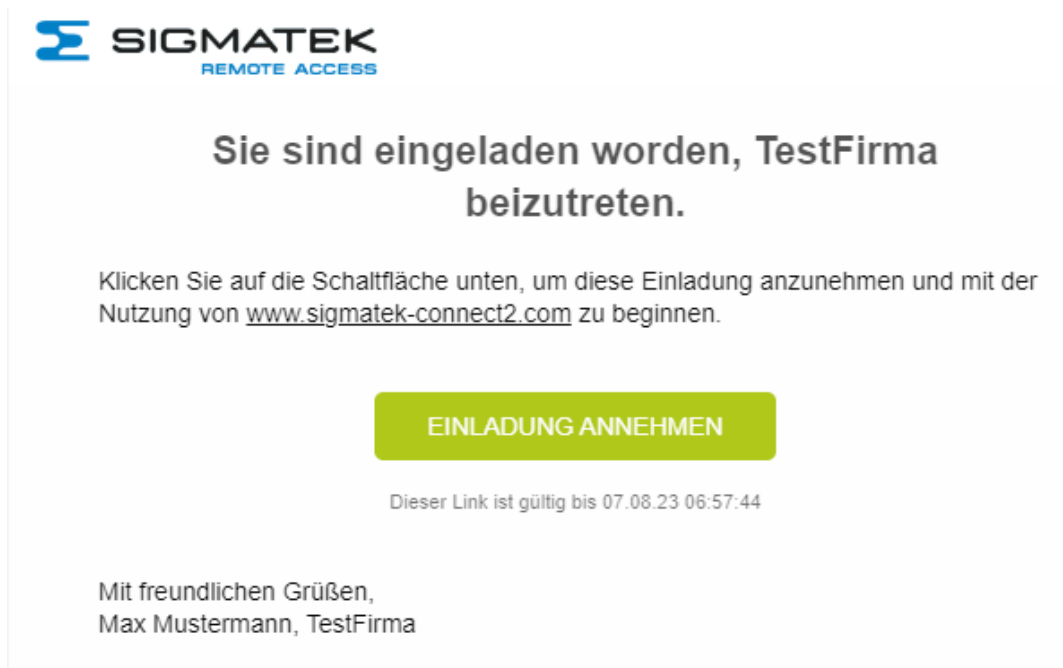 SIGMATEK
REMOTE ACCESS
Sie sind eingeladen worden, TestFirma
beizutreten.
Klicken Sie auf die Schaltfläche unten, um diese Einladung anzunehmen und mit der
Nutzung von www.sigmatek-connect2.com zu beginnen.
EINLADUNG ANNEHMEN
Dieser Link ist gültig bis 07.08.23 06:57:44
Mit freundlichen Grüßen,
Max Mustermann, TestFirma